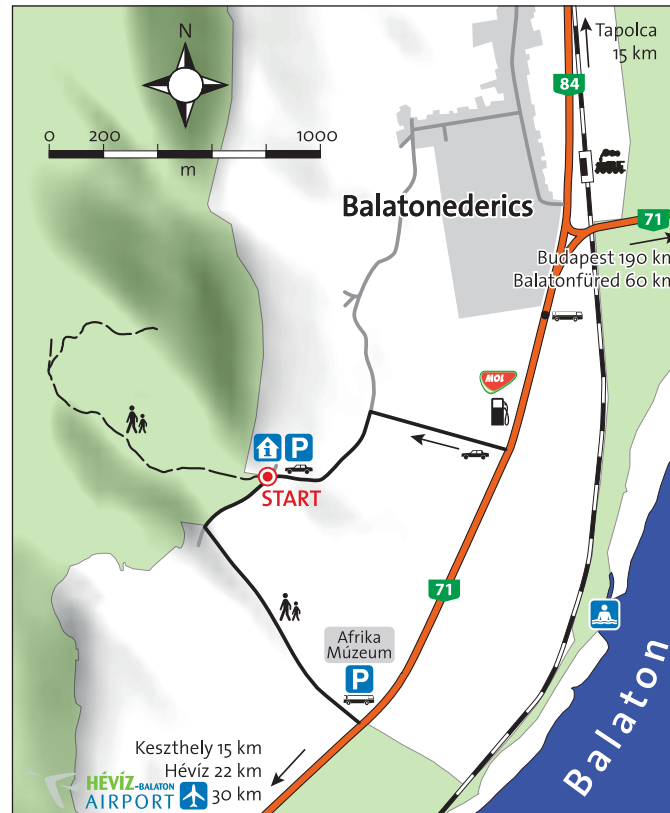 N
Tapolca
15 km
84
0 200 1000
m
Balatonederics
71
Budapest 190 km
Balatonfüred 60 km
MOL
P
START
71
Afrika
Múzeum
P
Balaton
Keszthely 15 km
Hévíz 22 km
HÉVÍZ-BALATON
AIRPORT 30 km